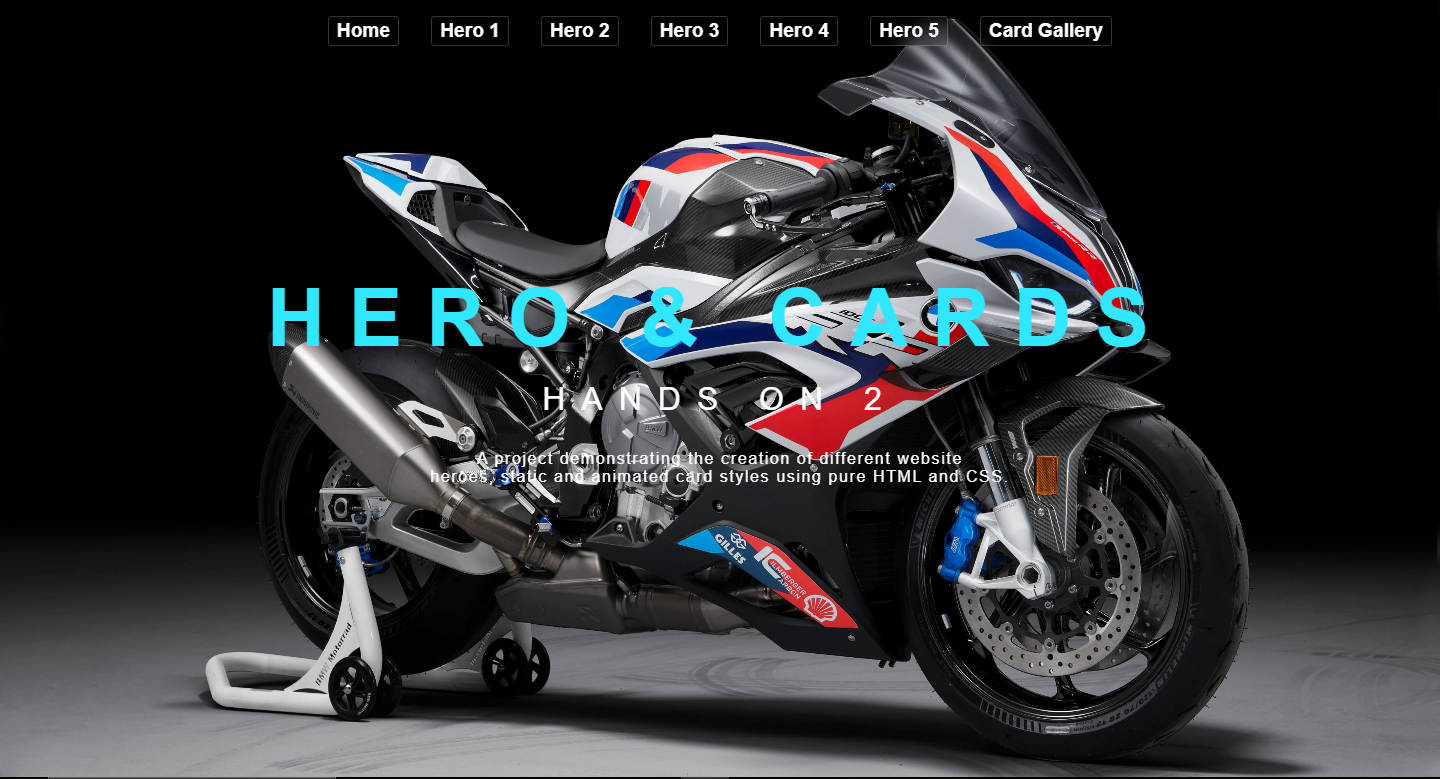 Home Hero 1 Hero 2 Hero 3 Hero 4 Hero 5 Card Gallery
HERO & CARDS
HANDS ON 2
A project demonstrating the creation of different website
heroes, static and animated card styles using pure HTML and CSS.
GILLES
ILMBERGER
CARBON
BMW Motorrad